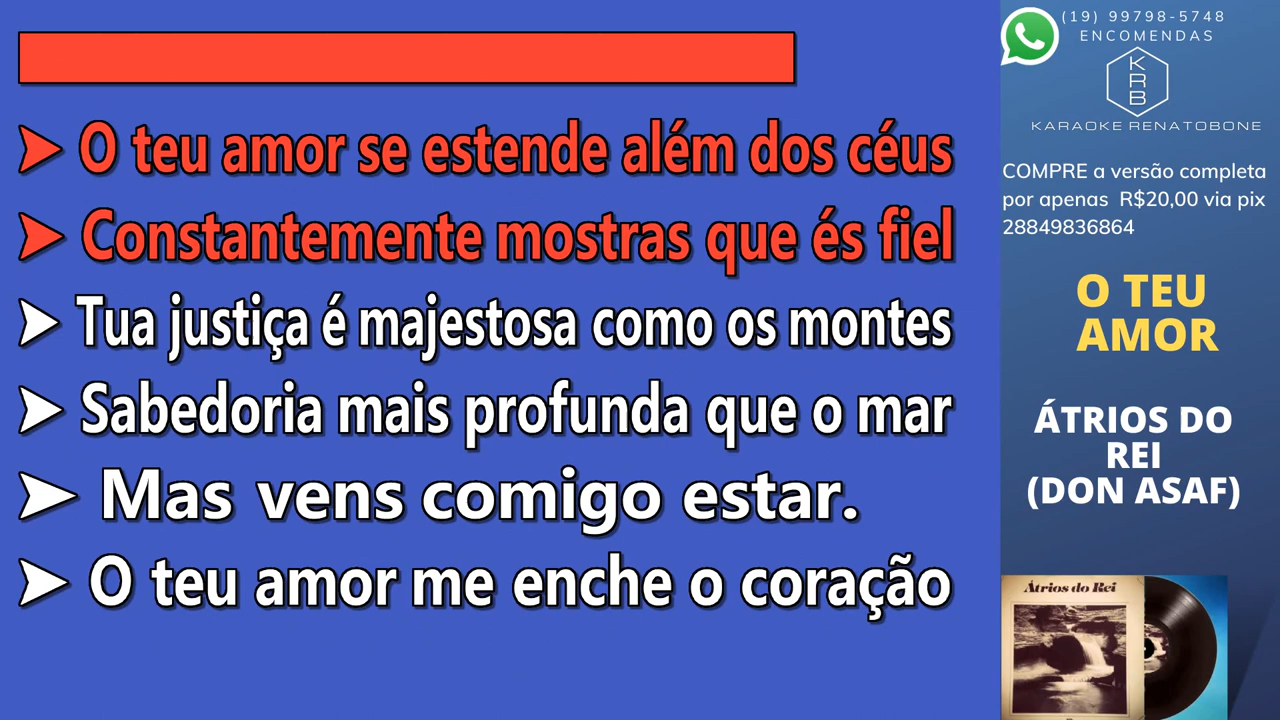 ➤ O teu amor se estende além dos céus
➤ Constantemente mostras que és fiel
➤ Tua justiça é majestosa como os montes
➤ Sabedoria mais profunda que o mar
➤ Mas vens comigo estar.
➤ O teu amor me enche o coração
(19) 99798-5748
ENCOMENDAS
K
R
B
KARAOKE RENATOBONE
COMPRE a versão completa
por apenas R$20,00 via pix
28849836864
O TEU
AMOR
ÁTRIOS DO
REI
(DON ASAF)
Átrios do Rei